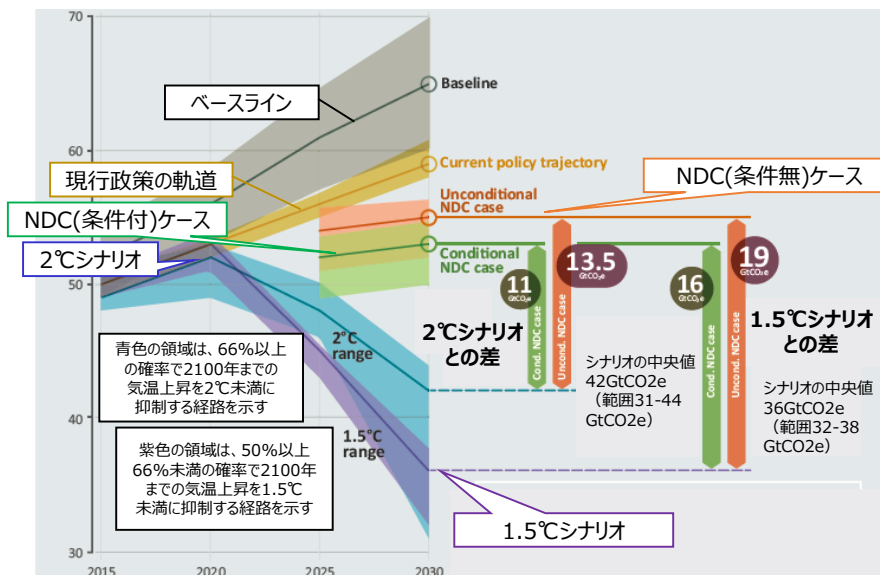 60
50
40
30
2015
2020
2025
2030
ベースライン
現行政策の軌道
NDC(条件付)ケース
2℃シナリオ
Baseline
Current policy trajectory
Unconditional
NDC case
NDC(条件無)ケース
Conditional
NDC case
11
GtCO₂e
13.5
GtCO₂e
16
GtCO₂e
19
GtCO₂e
Cond. NDC case
Uncond. NDC case
Cond. NDC case
Uncond. NDC case
2℃シナリオ
との差
1.5℃シナリオ
との差
シナリオの中央値
42GtCO2e
（範囲31-44
GtCO2e）
シナリオの中央値
36GtCO2e
（範囲32-38
GtCO2e）
2°C
range
1.5°C
range
青色の領域は、66%以上
の確率で2100年までの
気温上昇を2℃未満に
抑制する経路を示す
紫色の領域は、50%以上
66%未満の確率で2100年
までの気温上昇を1.5℃
未満に抑制する経路を示す
1.5℃シナリオ